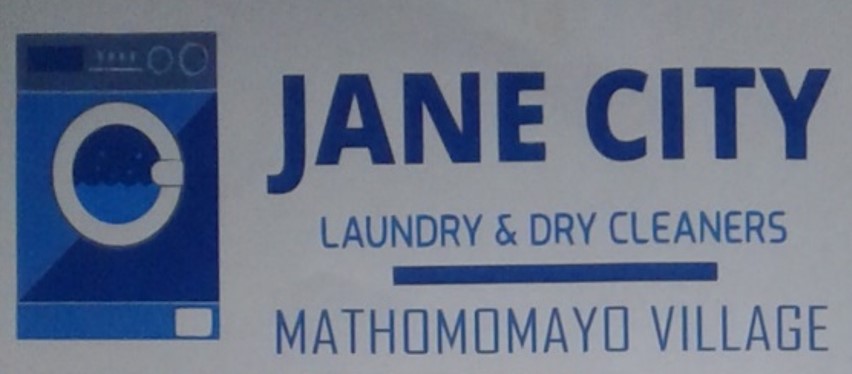 JANE CITY
LAUNDRY & DRY CLEANERS
MATHOMOMAYO VILLAGE